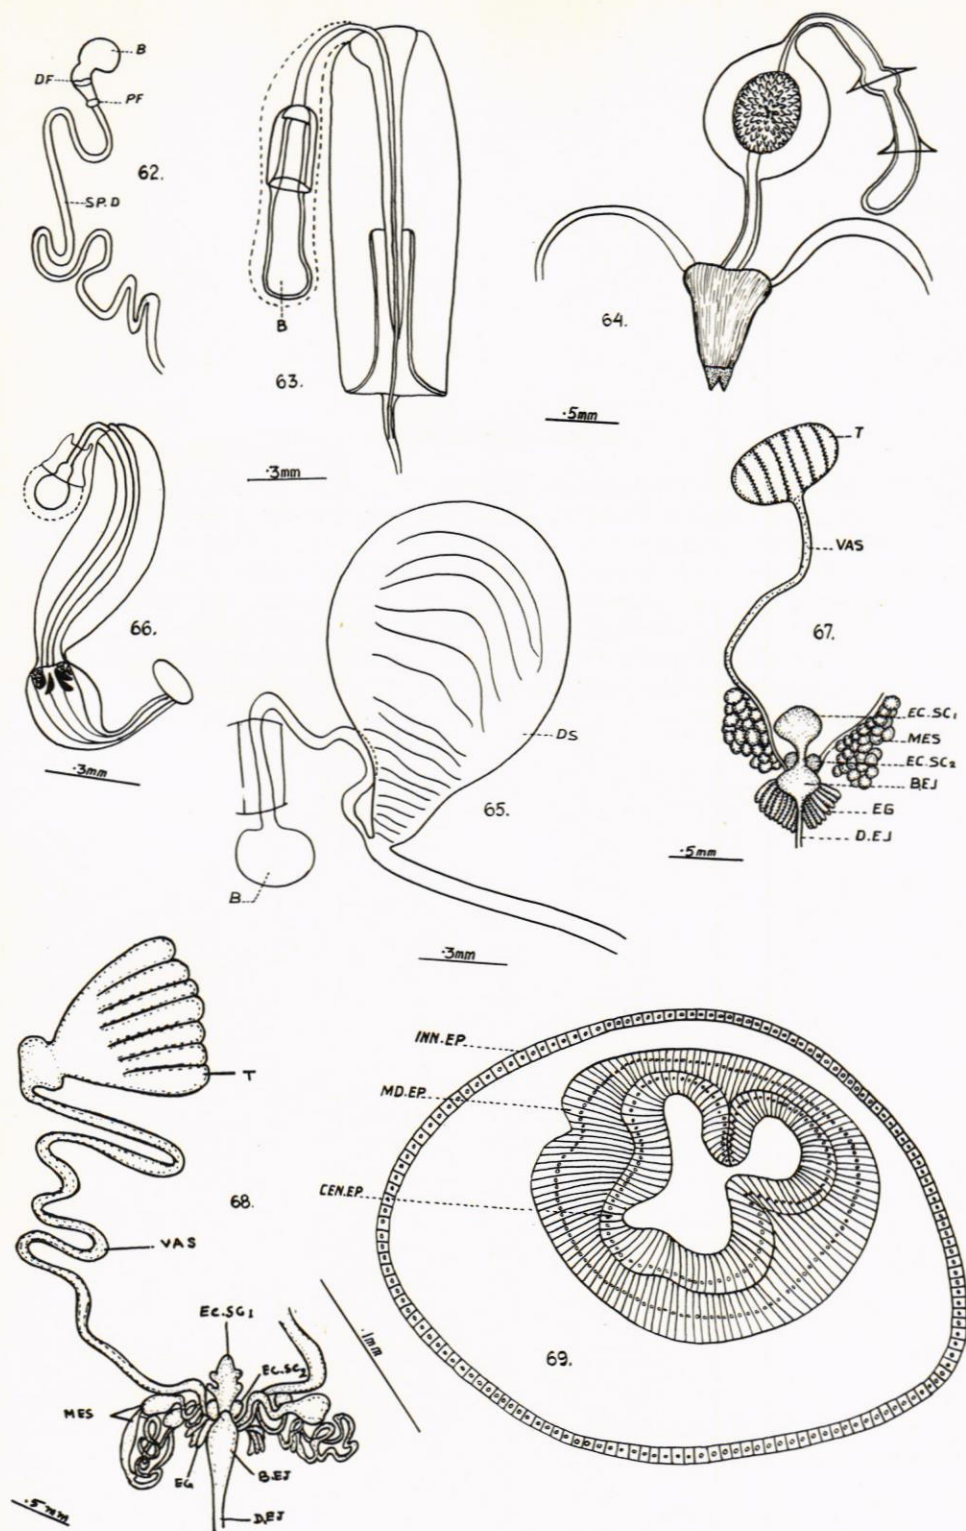 B
DF
PF
62.
SP.D
B
63.
.3mm
64.
.5mm
66.
.3mm
DS
65.
B
.3mm
T
VAS
67.
EC.SC1
MES
EC.SC2
B.EJ
EG
D.EJ
.5mm
T
68.
VAS
EC.SG1
EC.SC2
MES
EG
B.EJ
D.EJ
.5mm
.1mm
INN.EP.
MD.EP.
CEN.EP.
69.